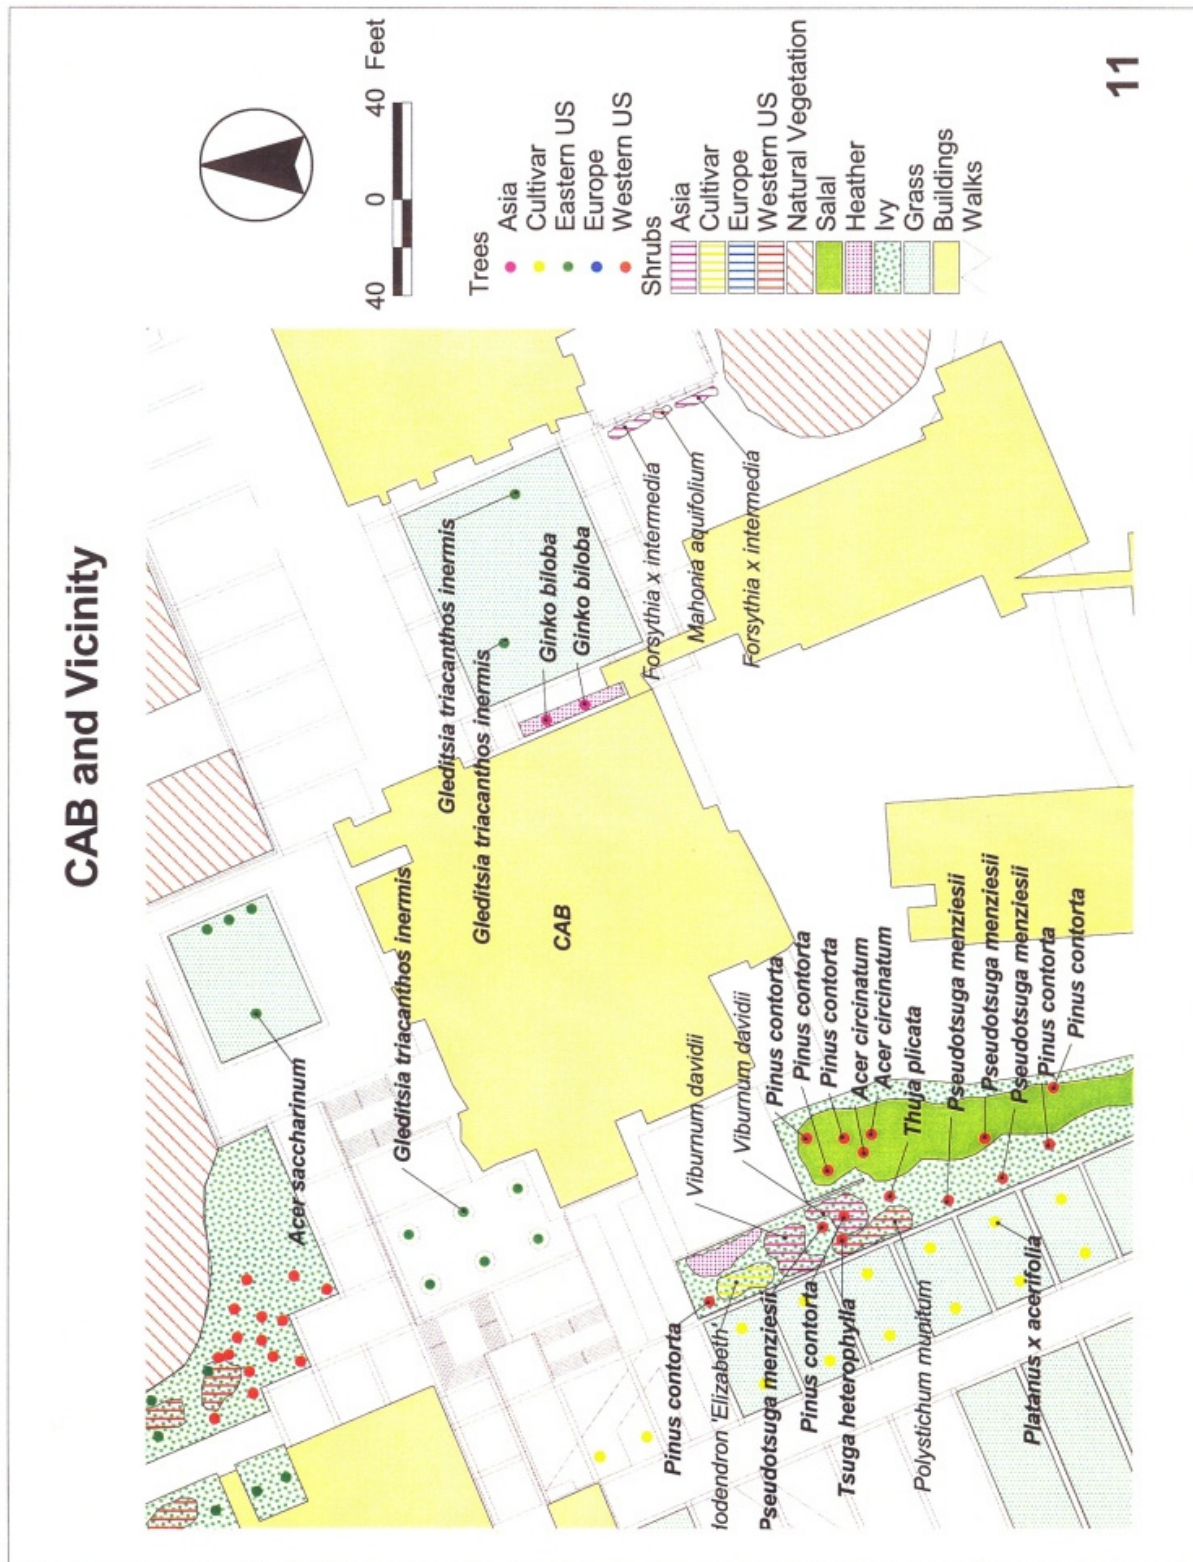 CAB and Vicinity
40 0 40 Feet
Trees
Asia
Cultivar
Eastern US
Europe
Western US
Shrubs
Asia
Cultivar
Europe
Western US
Natural Vegetation
Salal
Heather
Ivy
Grass
Buildings
Walks
Acer saccharinum
Gleditsia triacanthos inermis
Gleditsia triacanthos inermis
Gleditsia triacanthos inermis
Ginko biloba
Ginko biloba
CAB
Forsythia x intermedia
Mahonia aquifolium
Forsythia x intermedia
Viburnum davidii
Viburnum davidii
Pinus contorta
Pinus contorta
Pinus contorta
Acer circinatum
Acer circinatum
Thuja plicata
Pseudotsuga menziesii
Pseudotsuga menziesii
Pseudotsuga menziesii
Pinus contorta
Pinus contorta
Pinus contorta
lodendron 'Elizabeth'
Pseudotsuga menziesii
Pinus contorta
Tsuga heterophylla
Polystichum munitum
Platanus x acerifolia
11